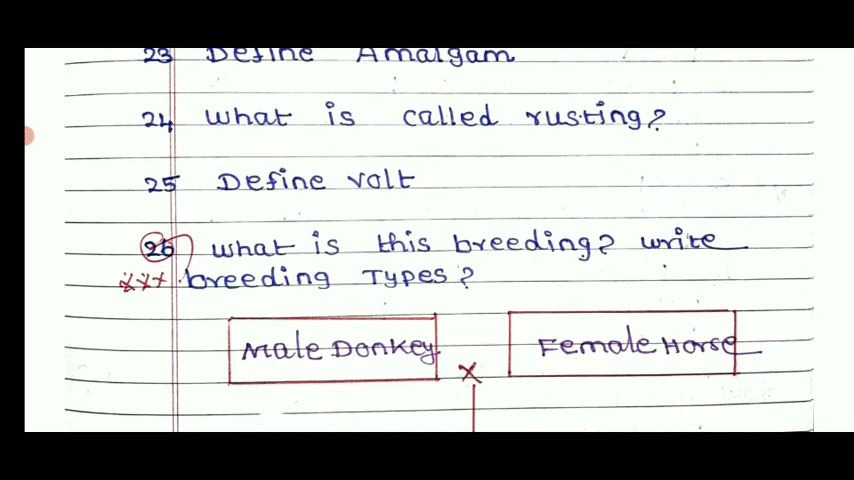 23 Define Amalgam
24 What is called rusting?
25 Define volt
26 what is this breeding? write
xxx breeding Types?
Male Donkey Female Horse
x